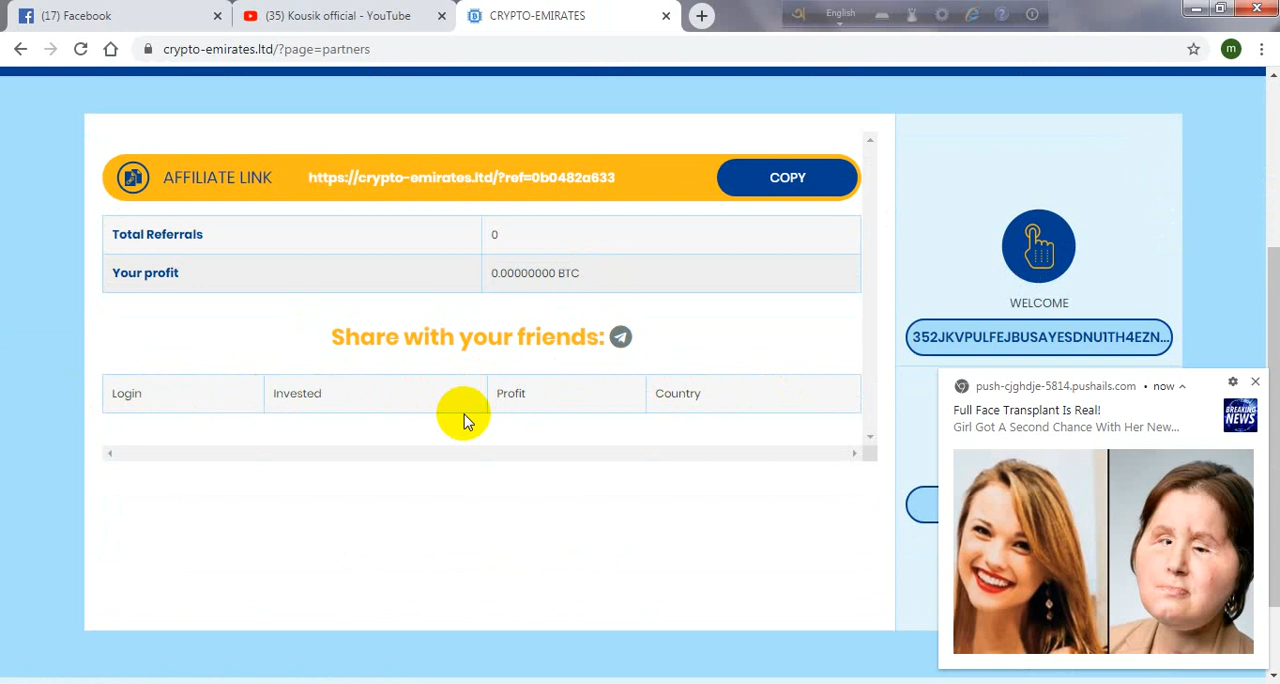 (17) Facebook
(35) Kousik official - YouTube
CRYPTO-EMIRATES
English
crypto-emirates.ltd/?page=partners
m
AFFILIATE LINK https://crypto-emirates.ltd/?ref=0b0482a633 COPY
Total Referrals 0
Your profit 0.00000000 BTC
Share with your friends:
Login Invested Profit Country
WELCOME
352JKVPULFEJBUSAYESDNU1TH4EZN...
push-cjghdje-5814.pushails.com • now
Full Face Transplant Is Real!
Girl Got A Second Chance With Her New...
BREAKING
NEWS